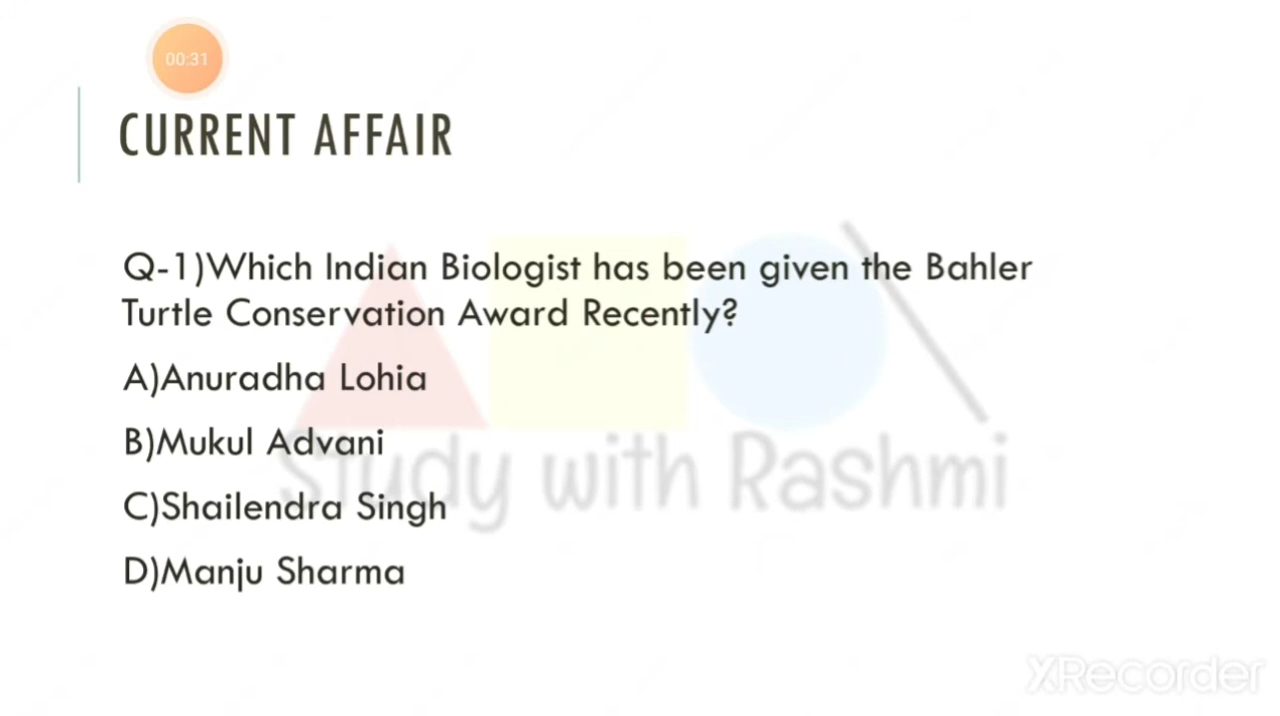 00:31
CURRENT AFFAIR
Q-1)Which Indian Biologist has been given the Bahler
Turtle Conservation Award Recently?
A)Anuradha Lohia
B)Mukul Advani
C)Shailendra Singh
D)Manju Sharma
Study with Rashmi
XRecorder